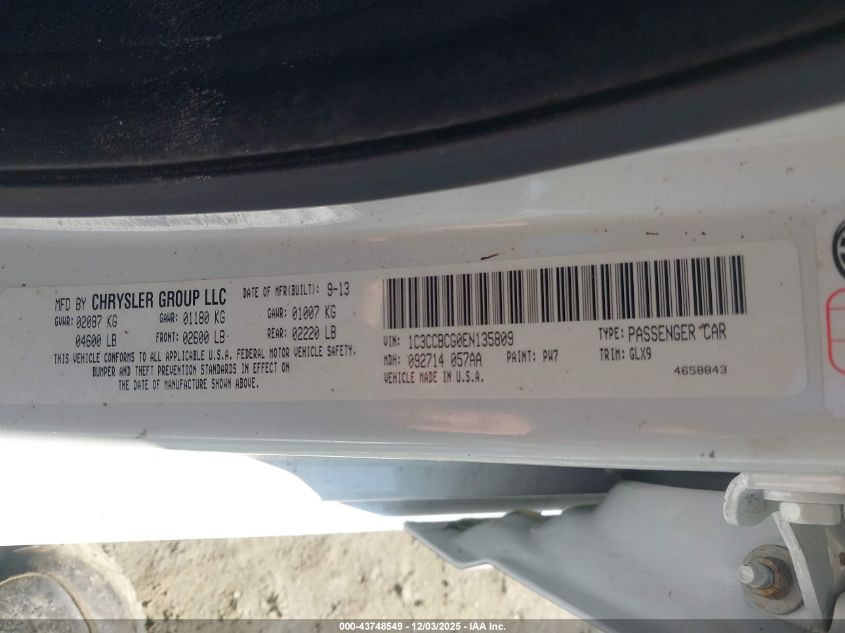 MFD BY CHRYSLER GROUP LLC DATE OF MFR(BUILT): 9-13
GVWR: 02087 KG GAWR: 01180 KG GAWR: 01007 KG
04600 LB FRONT: 02600 LB REAR: 02220 LB
THIS VEHICLE CONFORMS TO ALL APPLICABLE U.S.A. FEDERAL MOTOR VEHICLE SAFETY,
BUMPER AND THEFT PREVENTION STANDARDS IN EFFECT ON
THE DATE OF MANUFACTURE SHOWN ABOVE.
VIN: 1C3CCBCG0EN135809 TYPE: PASSENGER CAR
MDH: 092714 057AA PAINT: PW7 TRIM: GLX9
VEHICLE MADE IN U.S.A. 4658843
000-43748549 - 12/03/2025 - IAA Inc.